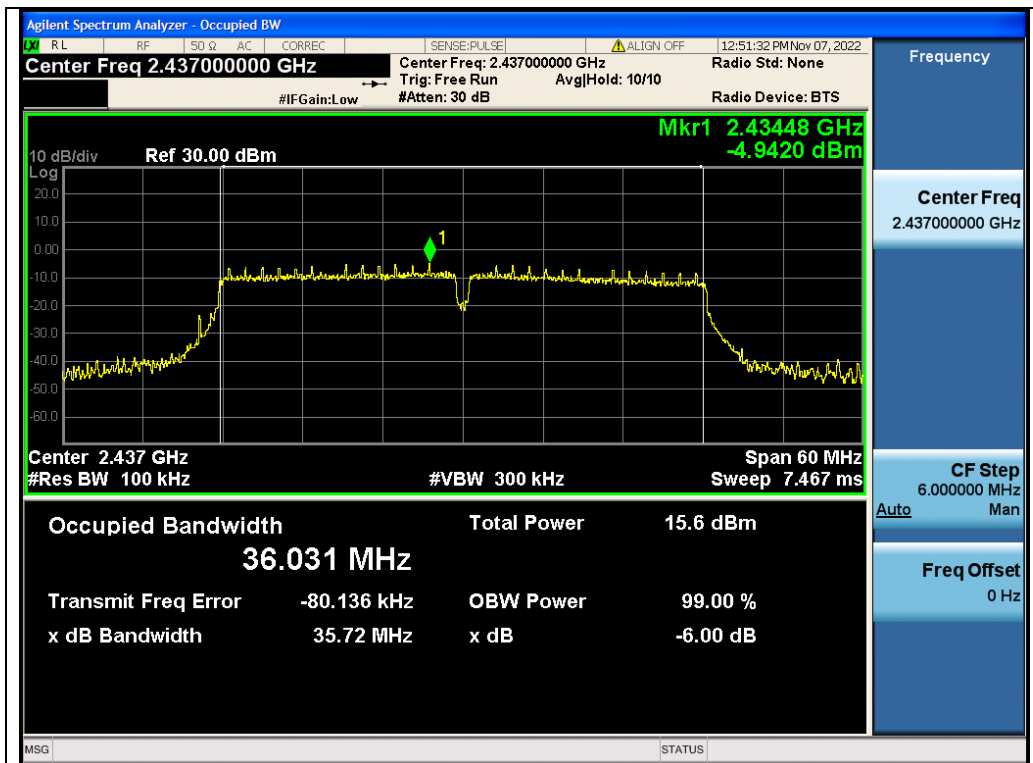 Agilent Spectrum Analyzer - Occupied BW
LXI RL RF 50 Ω AC CORREC SENSE:PULSE ALIGN OFF 12:51:32 PM Nov 07, 2022
Center Freq 2.437000000 GHz Center Freq: 2.437000000 GHz Radio Std: None
Trig: Free Run Avg|Hold: 10/10
#IFGain:Low #Atten: 30 dB Radio Device: BTS
Mkr1 2.43448 GHz
-4.9420 dBm
10 dB/div Ref 30.00 dBm
Log
20.0
10.0
0.00
-10.0
-20.0
-30.0
-40.0
-50.0
-60.0
1
Center 2.437 GHz Span 60 MHz
#Res BW 100 kHz #VBW 300 kHz Sweep 7.467 ms
Occupied Bandwidth Total Power 15.6 dBm
36.031 MHz
Transmit Freq Error -80.136 kHz OBW Power 99.00 %
x dB Bandwidth 35.72 MHz x dB -6.00 dB
MSG STATUS
Frequency
Center Freq
2.437000000 GHz
CF Step
6.000000 MHz
Auto Man
Freq Offset
0 Hz